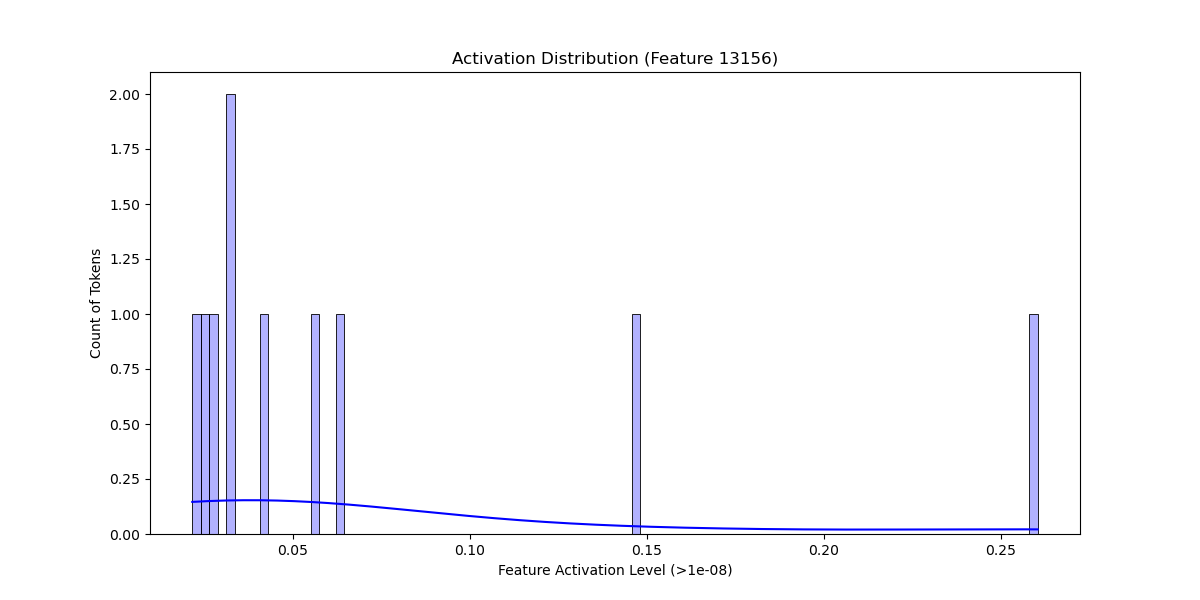 Activation Distribution (Feature 13156)
Count of Tokens
2.00
1.75
1.50
1.25
1.00
0.75
0.50
0.25
0.00
0.05 0.10 0.15 0.20 0.25
Feature Activation Level (>1e-08)